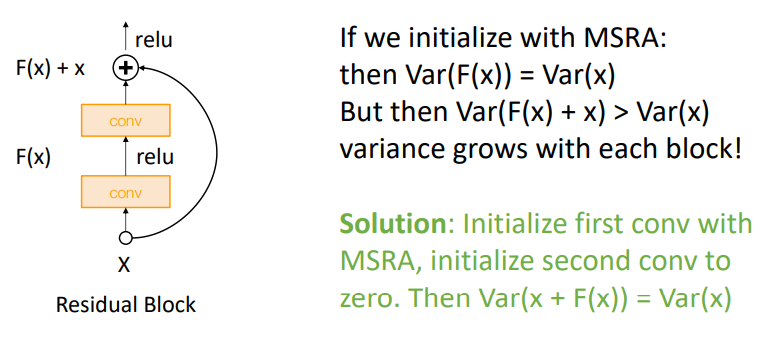 relu
F(x) + x
+
conv
F(x)
relu
conv
X
Residual Block
If we initialize with MSRA:
then Var(F(x)) = Var(x)
But then Var(F(x) + x) > Var(x)
variance grows with each block!
Solution: Initialize first conv with
MSRA, initialize second conv to
zero. Then Var(x + F(x)) = Var(x)